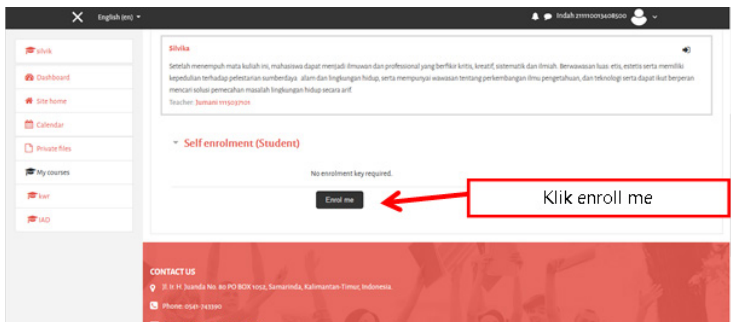 English (en)
Indah 211110013408500
silvik
Dashboard
Site home
Calendar
Private files
My courses
kwr
IAD
Silvika
Setelah menempuh mata kuliah ini, mahasiswa dapat menjadi ilmuwan dan professional yang berfikir kritis, kreatif, sistematik dan ilmiah. Berwawasan luas: etis, estetis serta memiliki
kepedulian terhadap pelestarian sumberdaya alam dan lingkungan hidup, serta mempunyai wawasan tentang perkembangan ilmu pengetahuan, dan teknologi serta dapat ikut berperan
mencari solusi pemecahan masalah lingkungan hidup secara arif.
Teacher: Jumani 1115037101
Self enrolment (Student)
No enrolment key required.
Enrol me
Klik enroll me
CONTACT US
Jl. Ir. H. Juanda No. 80 PO BOX 1052, Samarinda, Kalimantan-Timur, Indonesia.
Phone: 0541-743390